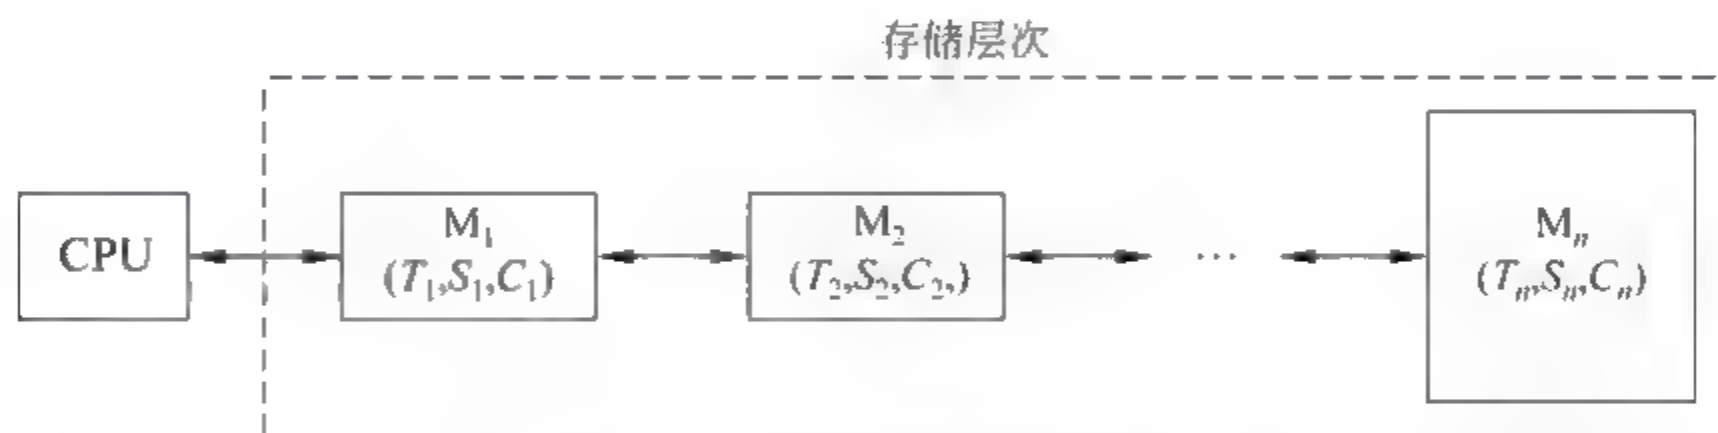 存储层次
CPU
M₁
(T₁,S₁,C₁)
M₂
(T₂,S₂,C₂,)
...
Mₙ
(Tₙ,Sₙ,Cₙ)